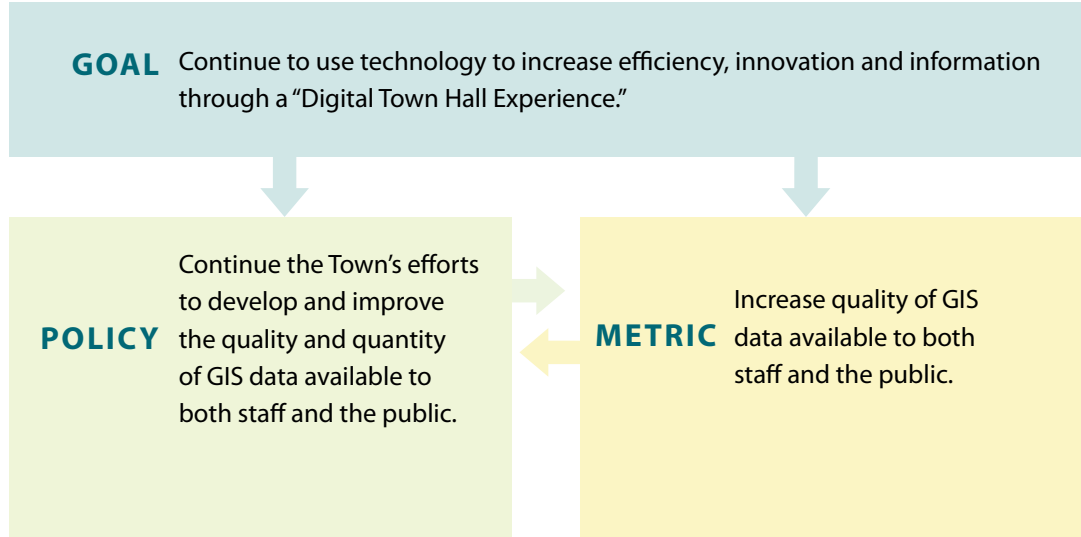 GOAL Continue to use technology to increase efficiency, innovation and information
through a “Digital Town Hall Experience.”
POLICY
Continue the Town’s efforts
to develop and improve
the quality and quantity
of GIS data available to
both staff and the public.
METRIC
Increase quality of GIS
data available to both
staff and the public.